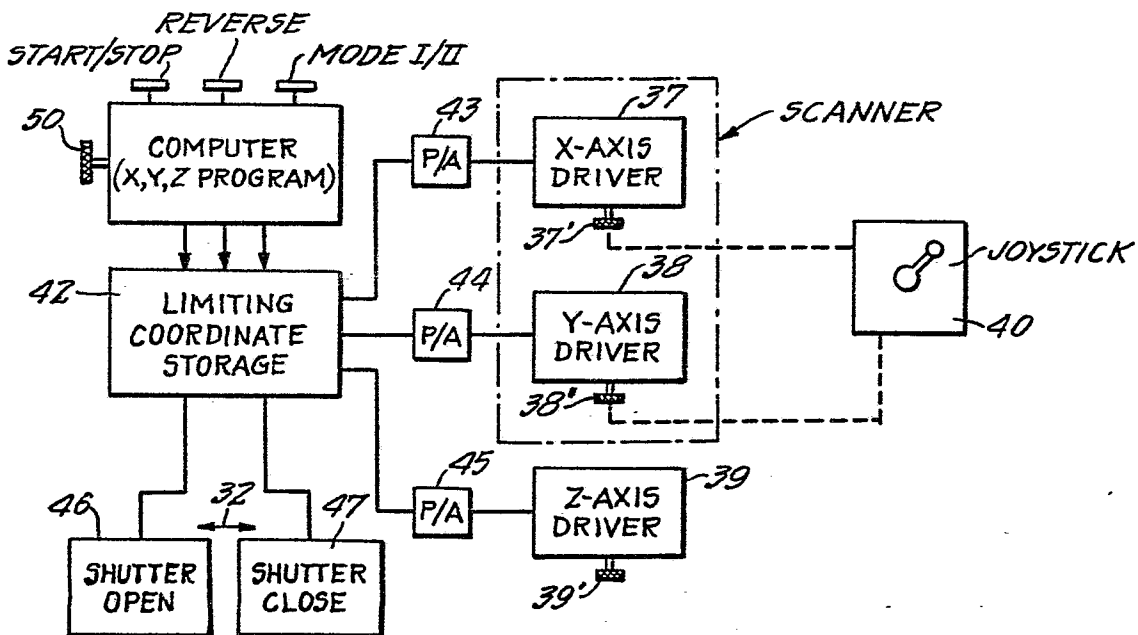 REVERSE
START/STOP
MODE I/II
37
SCANNER
50
COMPUTER
(X,Y,Z PROGRAM)
43
P/A
X-AXIS
DRIVER
37'
42
LIMITING
COORDINATE
STORAGE
44
P/A
38
Y-AXIS
DRIVER
38'
JOYSTICK
40
45
P/A
39
Z-AXIS
DRIVER
39'
46
32
47
SHUTTER
OPEN
SHUTTER
CLOSE